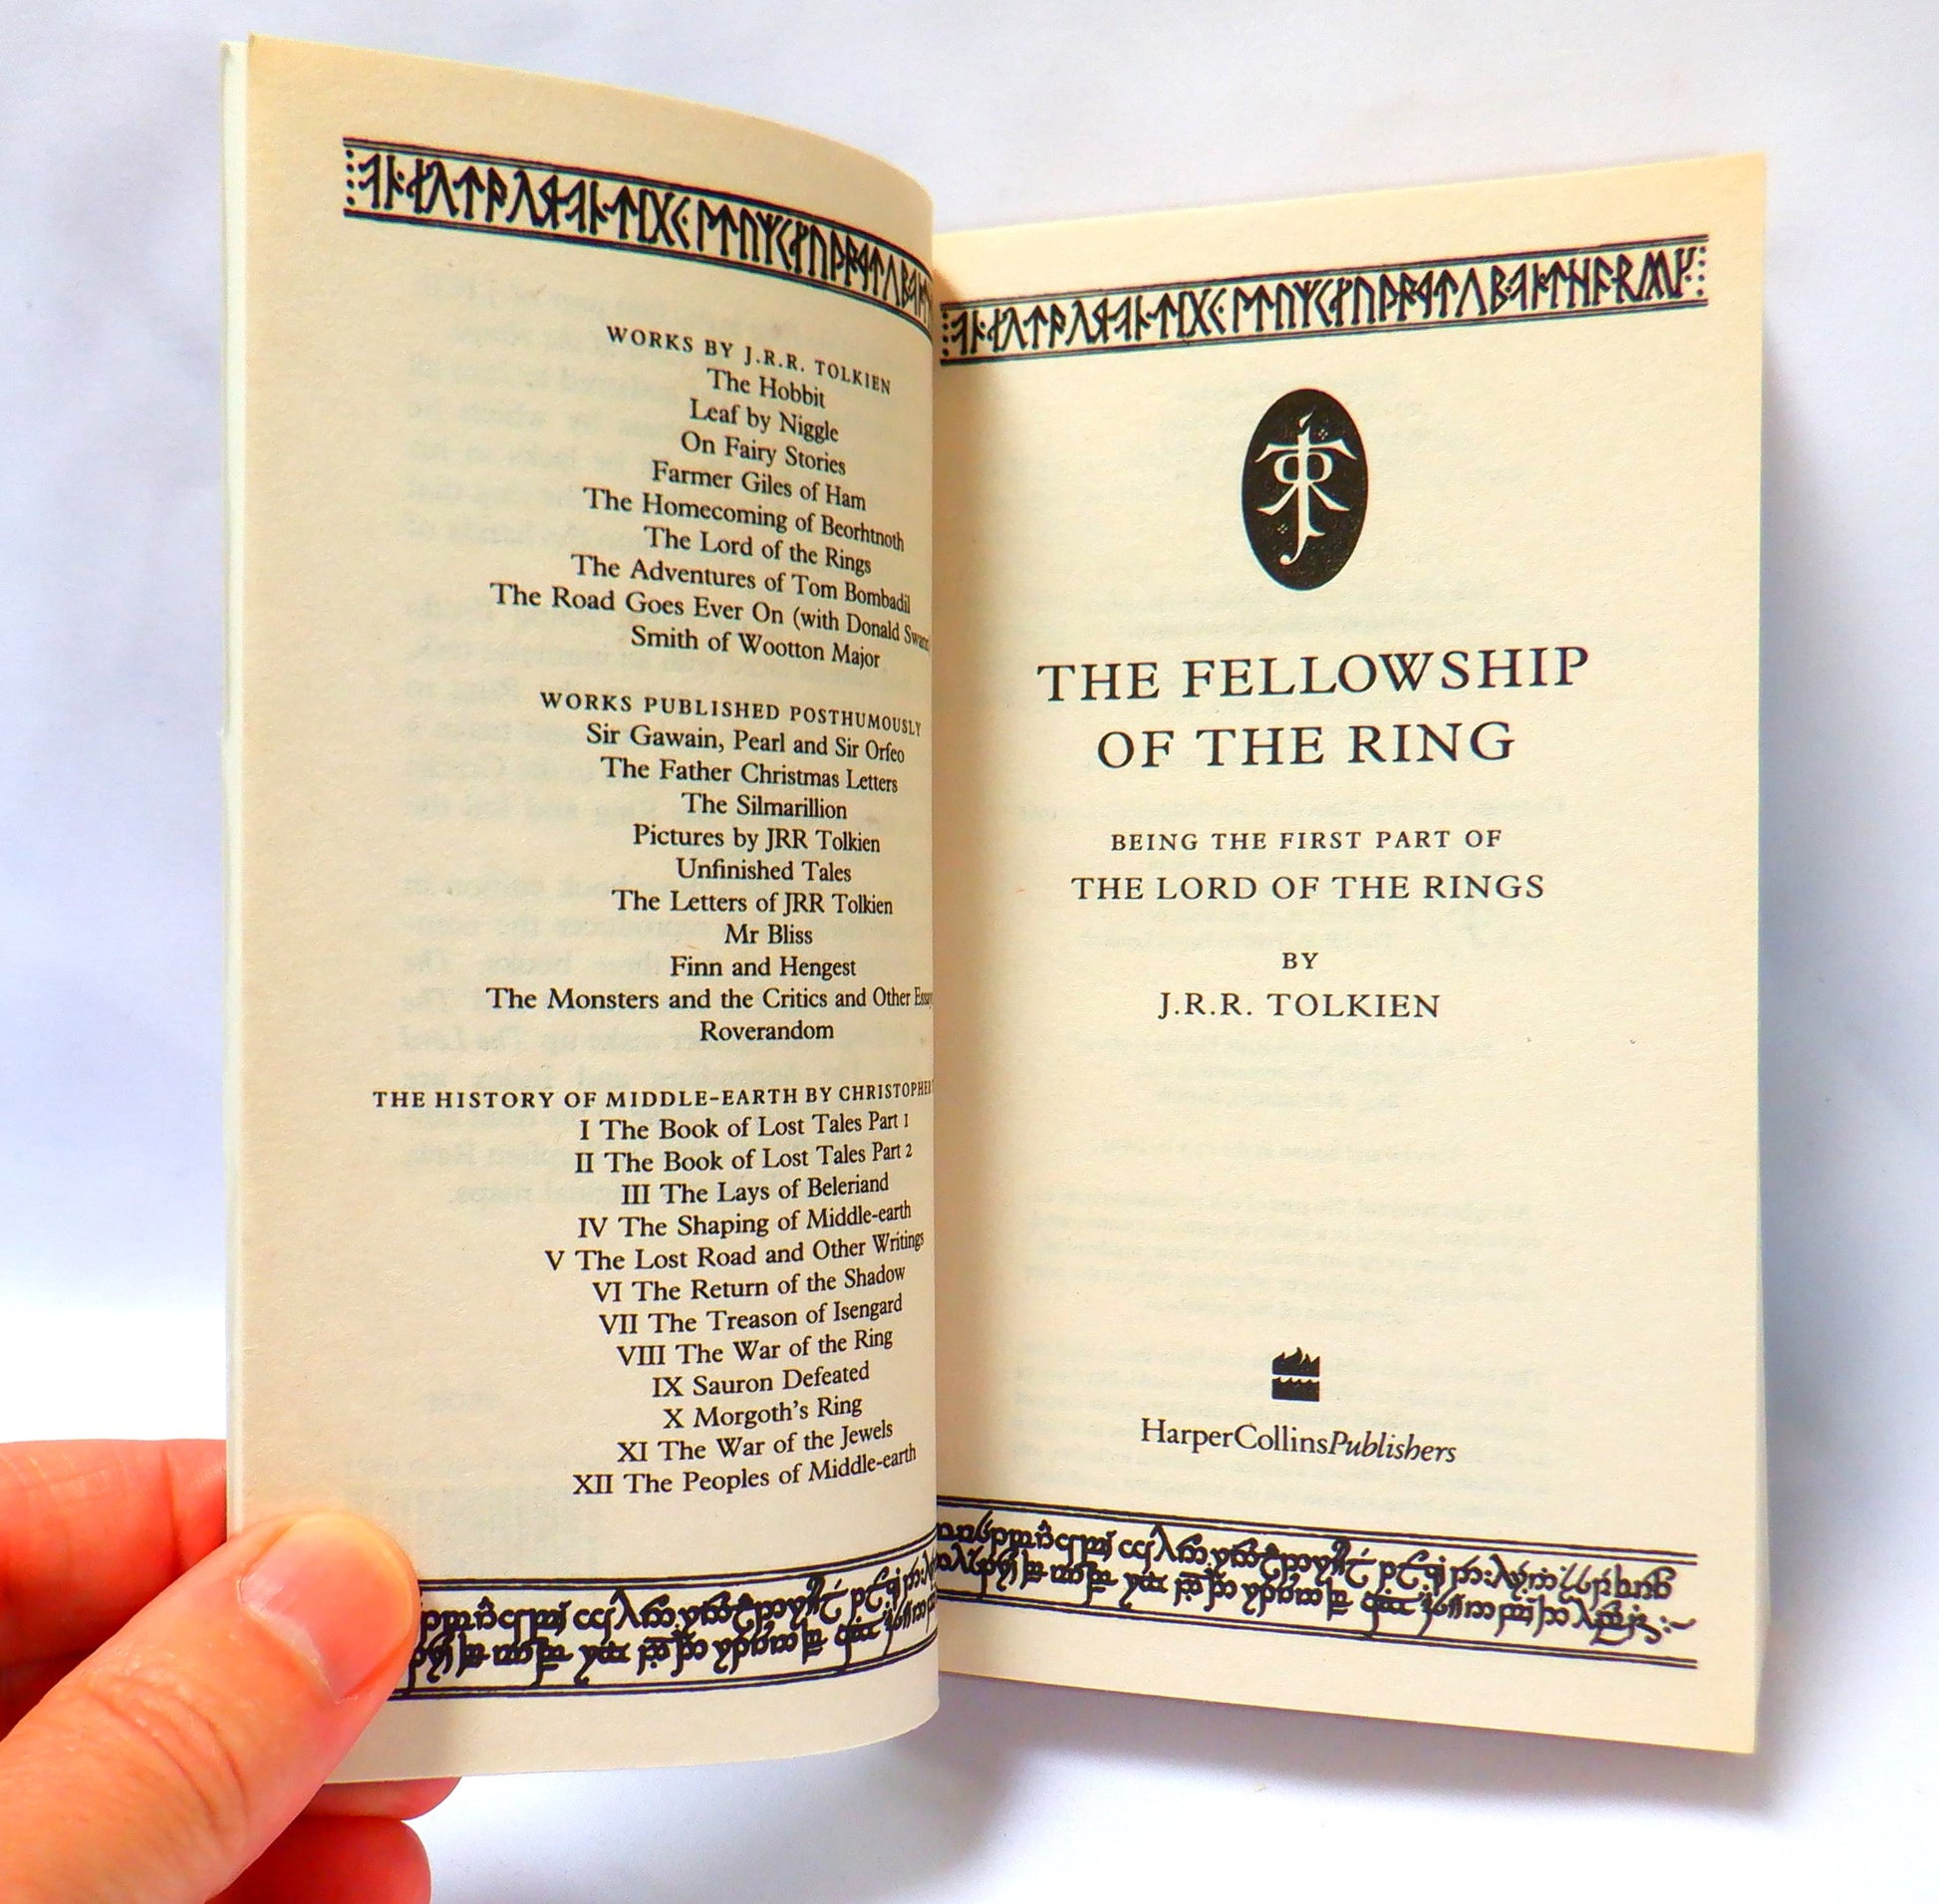 WORKS BY J.R.R. TOLKIEN
The Hobbit
Leaf by Niggle
On Fairy Stories
Farmer Giles of Ham
The Homecoming of Beorhtnoth
The Lord of the Rings
The Adventures of Tom Bombadil
The Road Goes Ever On (with Donald Swann
Smith of Wootton Major
WORKS PUBLISHED POSTHUMOUSLY
Sir Gawain, Pearl and Sir Orfeo
The Father Christmas Letters
The Silmarillion
Pictures by JRR Tolkien
Unfinished Tales
The Letters of JRR Tolkien
Mr Bliss
Finn and Hengest
The Monsters and the Critics and Other
Roverandom
THE HISTORY OF MIDDLE-EARTH BY CHRISTOPHER
I The Book of Lost Tales Part 1
II The Book of Lost Tales Part 2
III The Lays of Beleriand
IV The Shaping of Middle-earth
V The Lost Road and Other Writings
VI The Return of the Shadow
VII The Treason of Isengard
VIII The War of the Ring
IX Sauron Defeated
X Morgoth's Ring
XI The War of the Jewels
XII The Peoples of Middle-earth
THE FELLOWSHIP
OF THE RING
BEING THE FIRST PART OF
THE LORD OF THE RINGS
BY
J.R.R. TOLKIEN
HarperCollinsPublishers